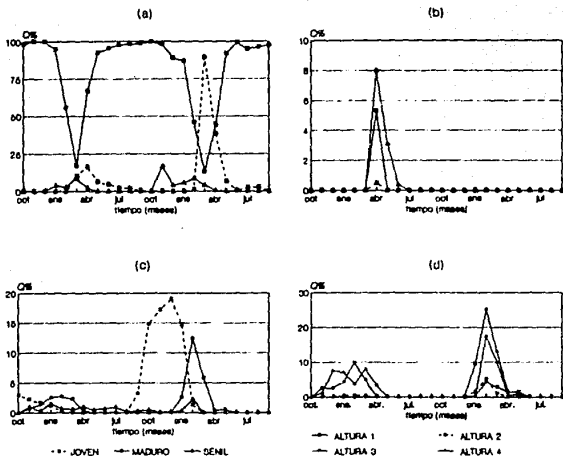 (a)
(b)
Q%
100
75
50
25
0
oct
ene
abr.
jul.
oct
ene
abr.
jul.
tiempo (meses)
Q%
10
8
6
4
2
0
oct
ene
abr.
jul.
oct
ene
abr.
jul.
tiempo (meses)
(c)
(d)
Q%
20
15
10
5
0
oct
ene
abr.
jul.
oct
ene
abr.
jul.
tiempo (meses)
JOVEN
MADURO
SENIL
Q%
30
20
10
0
oct
ene
abr.
jul.
oct
ene
abr.
jul.
tiempo (meses)
ALTURA 1
ALTURA 2
ALTURA 3
ALTURA 4